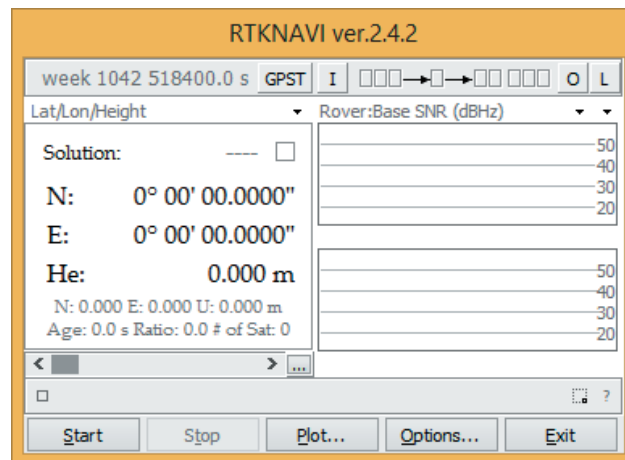 RTKNAVI ver.2.4.2
week 1042 518400.0 s GPST I O L
Lat/Lon/Height Rover:Base SNR (dBHz)
Solution: ----
N: 0° 00' 00.0000"
E: 0° 00' 00.0000"
He: 0.000 m
N: 0.000 E: 0.000 U: 0.000 m
Age: 0.0 s Ratio: 0.0 # of Sat: 0
50
40
30
20
50
40
30
20
...
?
Start Stop Plot... Options... Exit